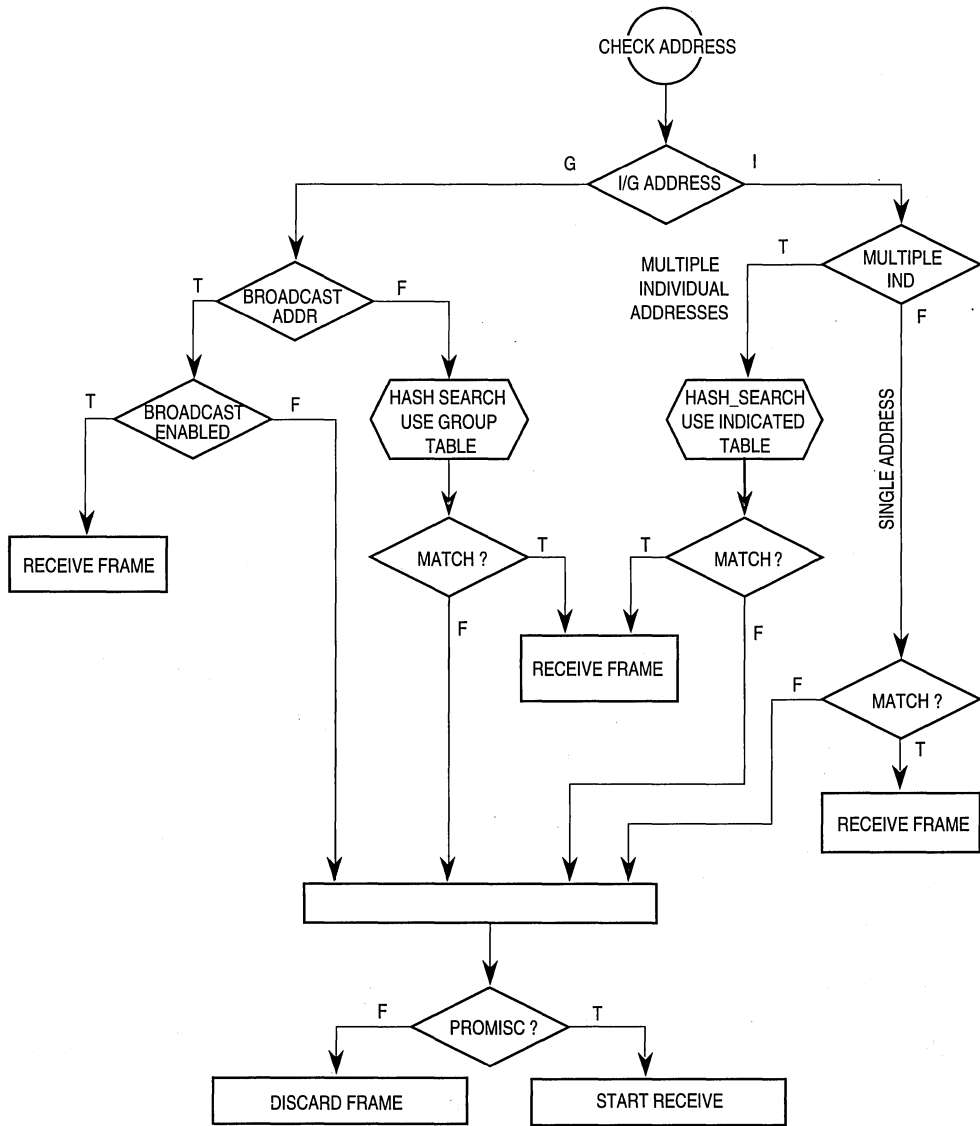 CHECK ADDRESS
G
I/G ADDRESS
I
T
MULTIPLE
IND
F
MULTIPLE
INDIVIDUAL
ADDRESSES
T
BROADCAST
ADDR
F
T
BROADCAST
ENABLED
F
HASH SEARCH
USE GROUP
TABLE
HASH_SEARCH
USE INDICATED
TABLE
SINGLE ADDRESS
RECEIVE FRAME
MATCH ?
T
F
T
MATCH ?
F
RECEIVE FRAME
F
MATCH ?
T
RECEIVE FRAME
F
PROMISC ?
T
DISCARD FRAME
START RECEIVE